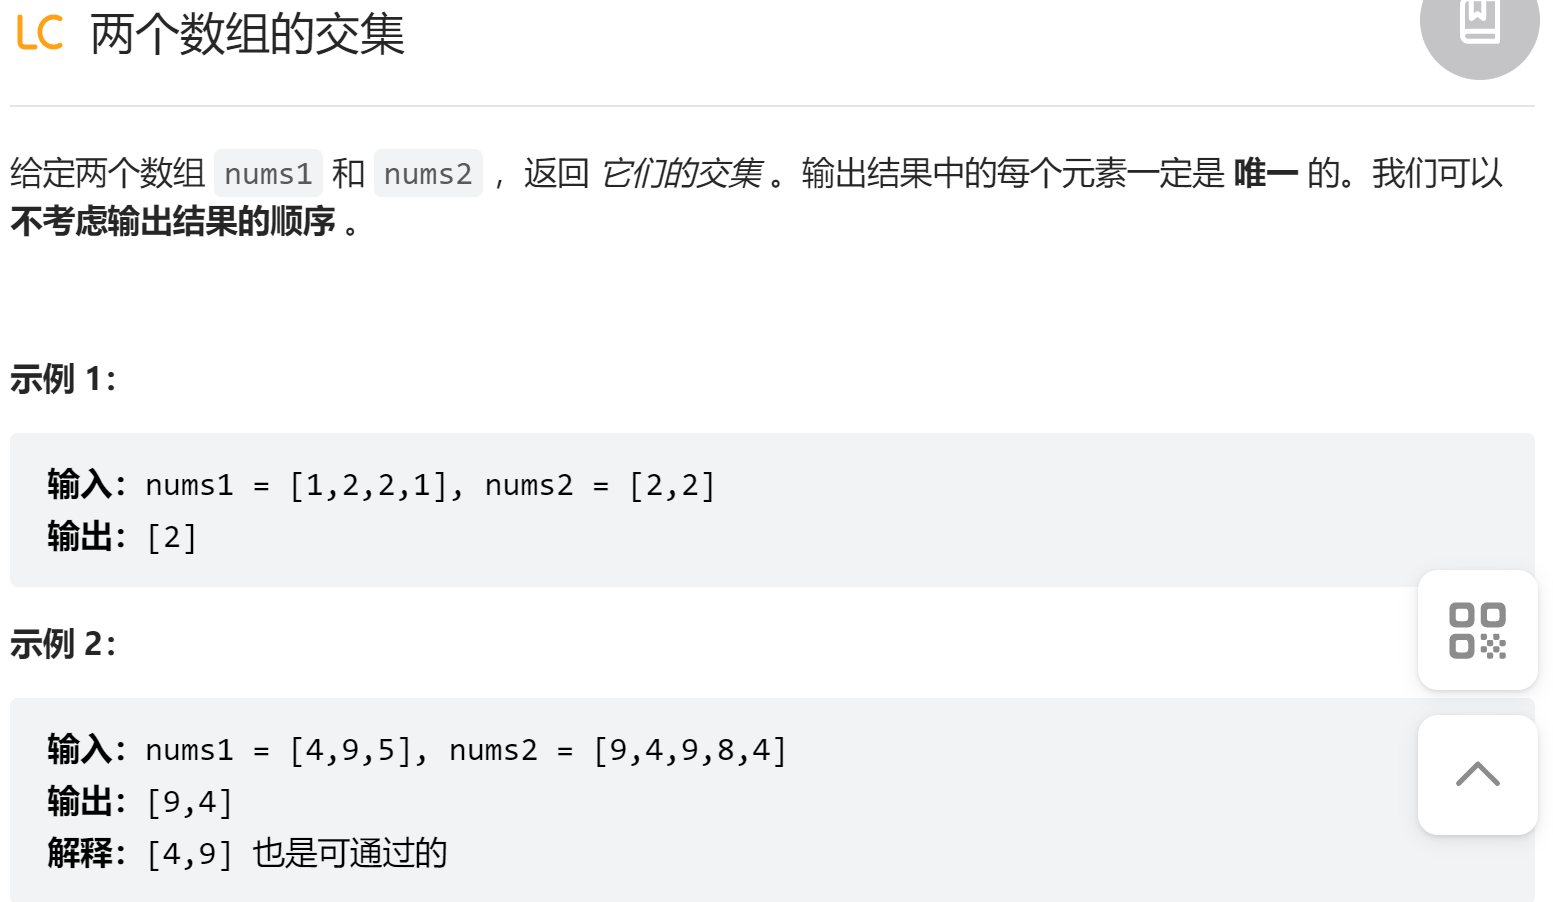 LC 两个数组的交集
给定两个数组 nums1 和 nums2 ，返回 它们的交集 。输出结果中的每个元素一定是 唯一 的。我们可以
不考虑输出结果的顺序 。
示例 1：
输入：nums1 = [1,2,2,1], nums2 = [2,2]
输出：[2]
示例 2：
输入：nums1 = [4,9,5], nums2 = [9,4,9,8,4]
输出：[9,4]
解释：[4,9] 也是可通过的